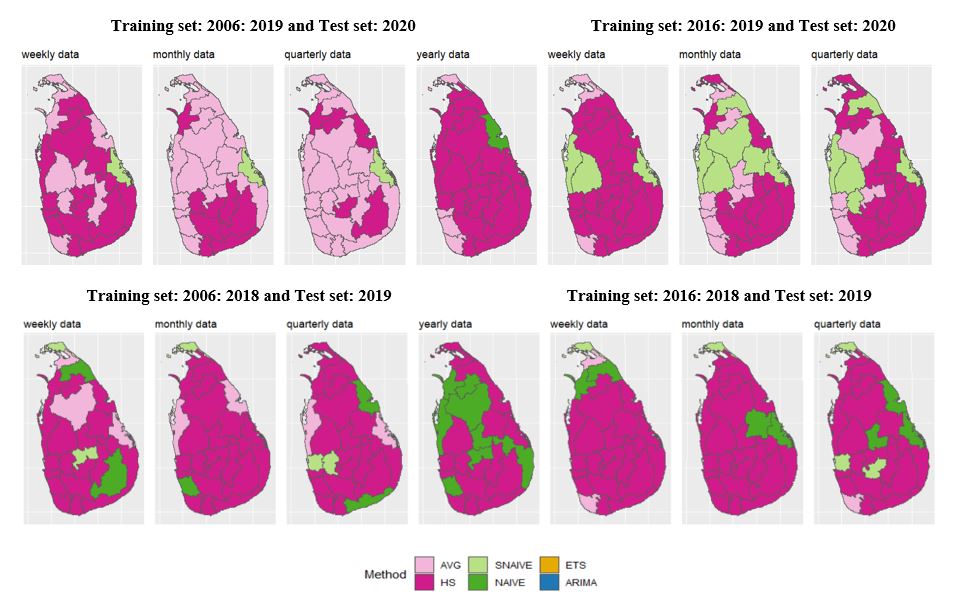 Training set: 2006: 2019 and Test set: 2020
Training set: 2016: 2019 and Test set: 2020
weekly data
monthly data
quarterly data
yearly data
weekly data
monthly data
quarterly data
Training set: 2006: 2018 and Test set: 2019
Training set: 2016: 2018 and Test set: 2019
weekly data
monthly data
quarterly data
yearly data
weekly data
monthly data
quarterly data
Method
AVG
SNAIVE
ETS
HS
NAIVE
ARIMA